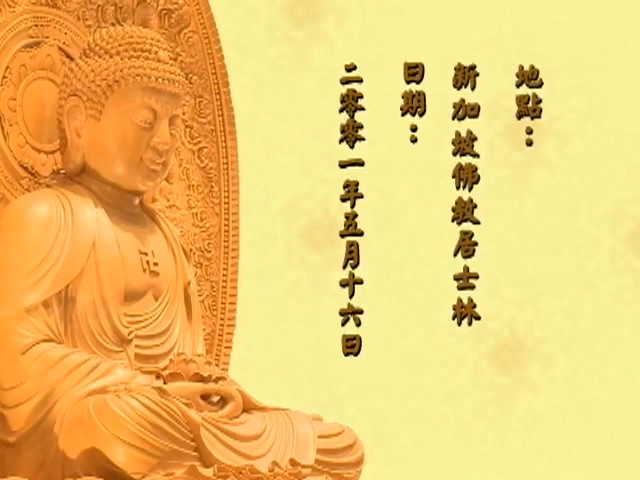 地點：
新加坡佛教居士林
日期：
二零零一年五月十六日